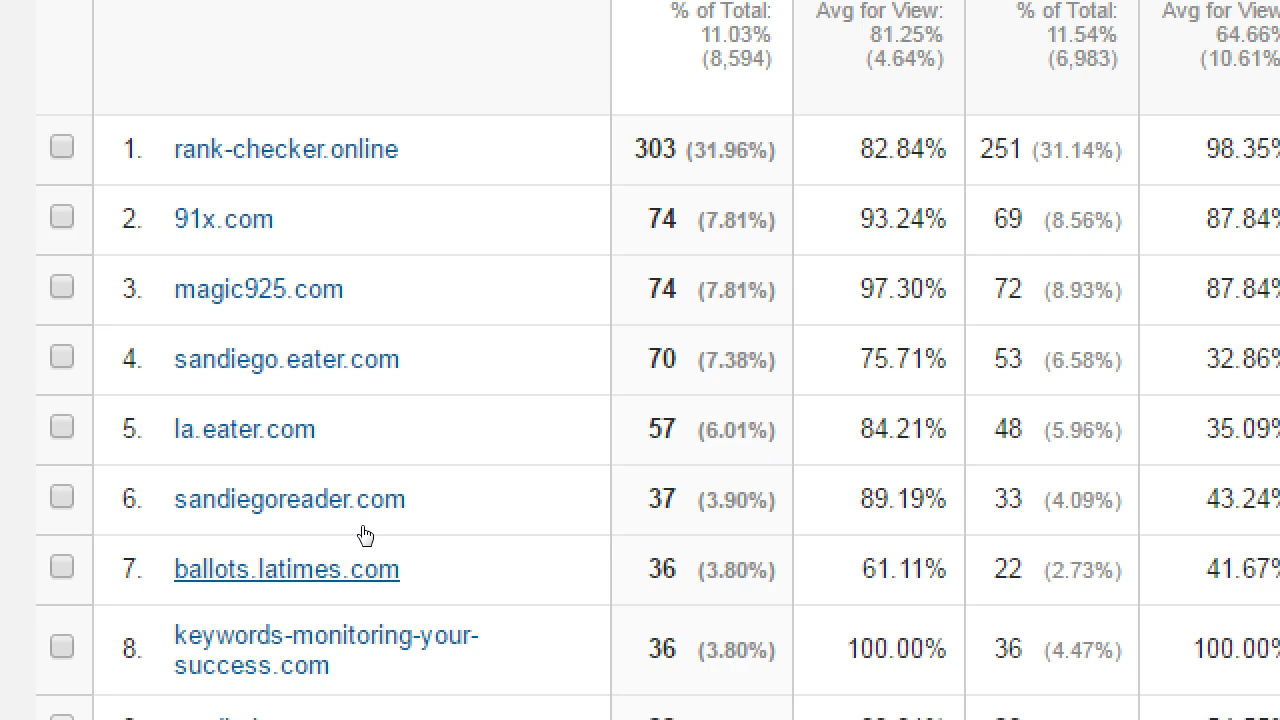 % of Total: Avg for View: % of Total: Avg for View:
11.03% 81.25% 11.54% 64.66%
(8,594) (4.64%) (6,983) (10.61%
1. rank-checker.online 303 (31.96%) 82.84% 251 (31.14%) 98.35%
2. 91x.com 74 (7.81%) 93.24% 69 (8.56%) 87.84%
3. magic925.com 74 (7.81%) 97.30% 72 (8.93%) 87.84%
4. sandiego.eater.com 70 (7.38%) 75.71% 53 (6.58%) 32.86%
5. la.eater.com 57 (6.01%) 84.21% 48 (5.96%) 35.09%
6. sandiegoreader.com 37 (3.90%) 89.19% 33 (4.09%) 43.24%
7. ballots.latimes.com 36 (3.80%) 61.11% 22 (2.73%) 41.67%
8. keywords-monitoring-your-
success.com 36 (3.80%) 100.00% 36 (4.47%) 100.00%